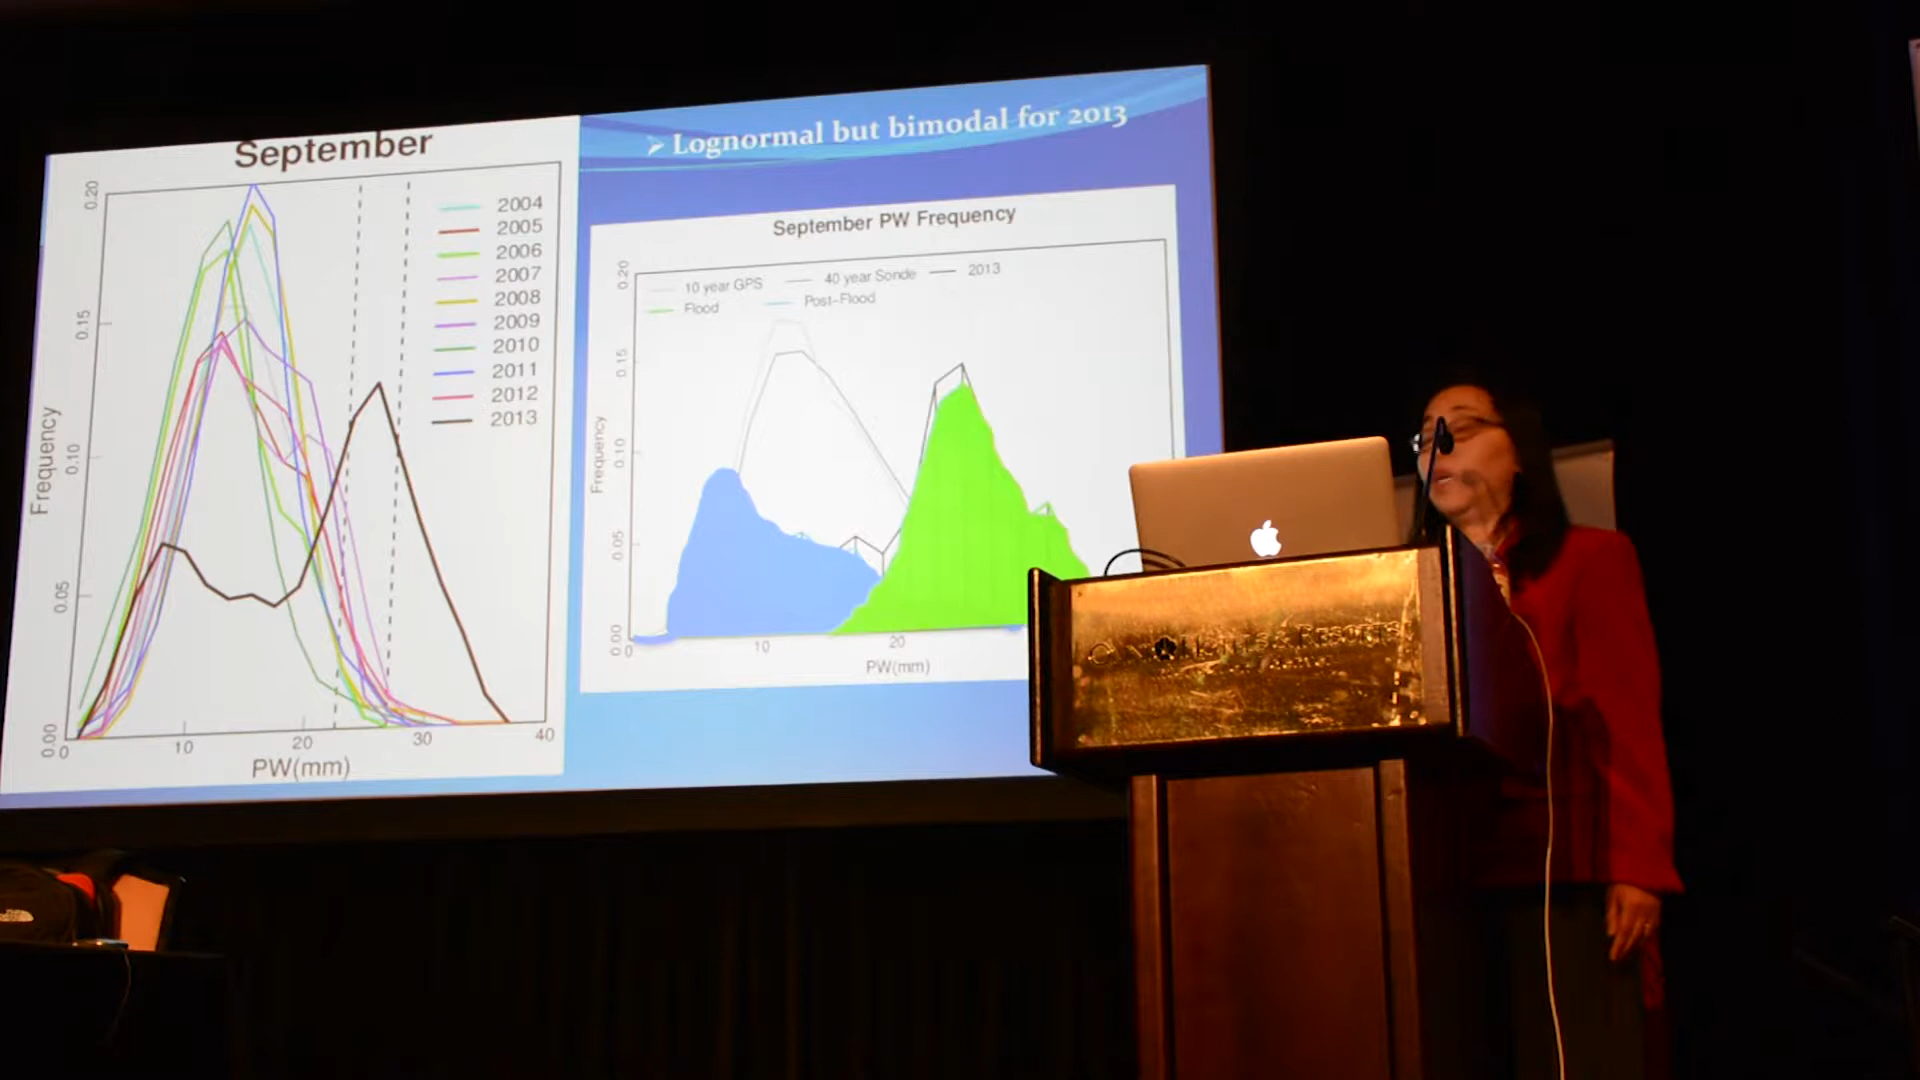 September
0.20
0.15
0.10
0.05
0.00
Frequency
0
10
20
30
40
PW(mm)
2004
2005
2006
2007
2008
2009
2010
2011
2012
2013
➢ Lognormal but bimodal for 2013
September PW Frequency
10 year GPS
40 year Sonde
2013
Flood
Post-Flood
0.20
0.15
0.10
0.05
0.00
Frequency
0
10
20
PW(mm)